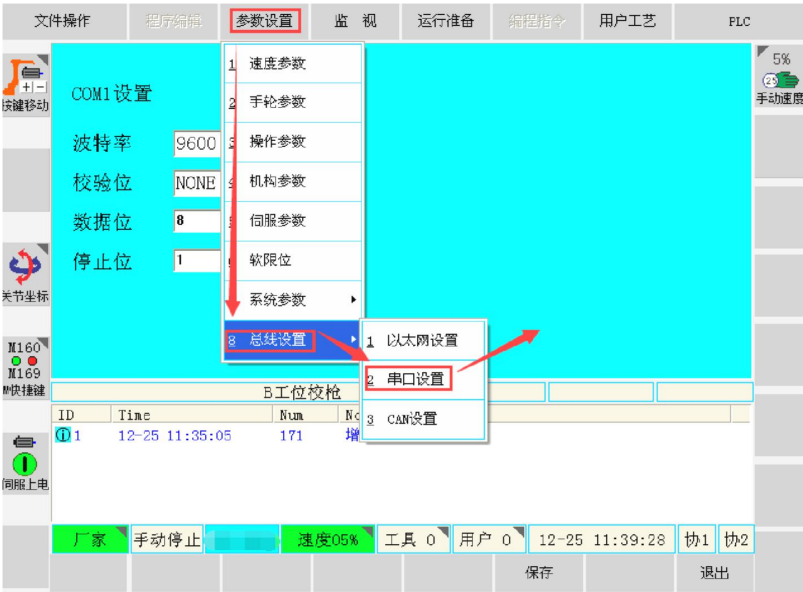 文件操作 程序编辑 参数设置 监 视 运行准备 编程指令 用户工艺 PLC
按键移动
COM1设置
波特率 9600
校验位 NONE
数据位 8
停止位 1
1 速度参数
2 手轮参数
3 操作参数
4 机构参数
伺服参数
软限位
系统参数
8 总线设置
1 以太网设置
2 串口设置
3 CAN设置
5%
手动速度
关节坐标
M160
M169
M快捷键
伺服上电
B工位校枪
ID Time Num No
1 12-25 11:35:05 171 增
厂家 手动停止 速度05% 工具 0 用户 0 12-25 11:39:28 协1 协2
保存 退出